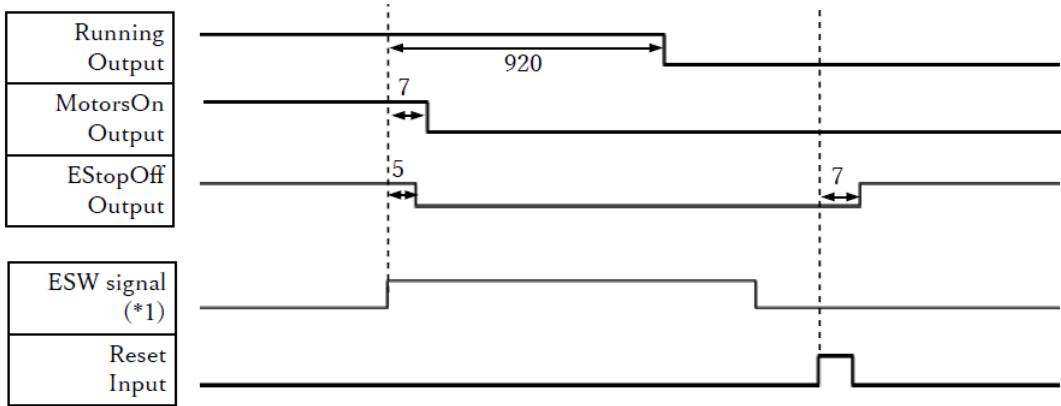 Running
Output
920
MotorsOn
Output
7
EStopOff
Output
5
7
ESW signal
(*1)
Reset
Input